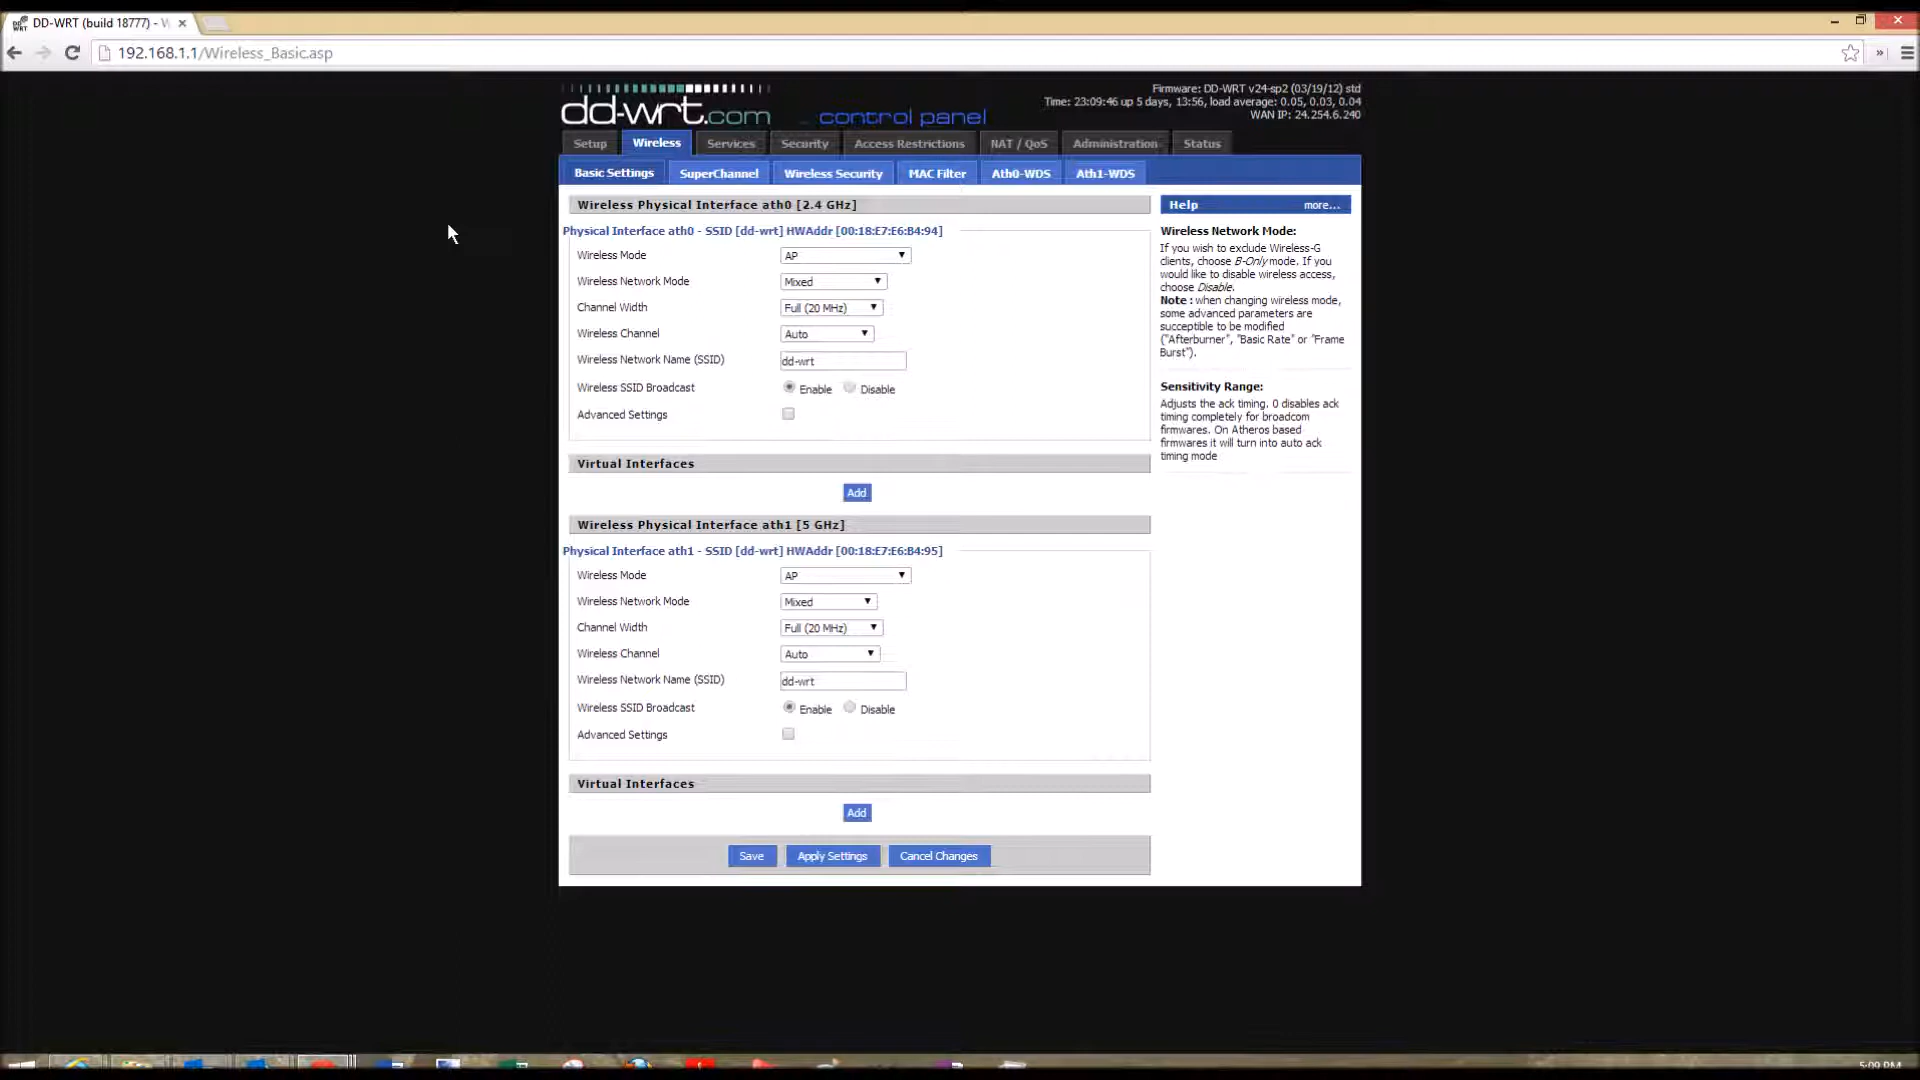 DD-WRT (build 18777) - W
192.168.1.1/Wireless_Basic.asp
dd-wrt.com
... control panel
Firmware: DD-WRT v24-sp2 (03/19/12) std
Time: 23:09:46 up 5 days, 13:56, load average: 0.05, 0.03, 0.04
WAN IP: 24.254.6.240
Setup Wireless Services Security Access Restrictions NAT / QoS Administration Status
Basic Settings SuperChannel Wireless Security MAC Filter Ath0-WDS Ath1-WDS
Wireless Physical Interface ath0 [2.4 GHz]
Physical Interface ath0 - SSID [dd-wrt] HWAddr [00:18:E7:E6:B4:94]
Wireless Mode AP
Wireless Network Mode Mixed
Channel Width Full (20 MHz)
Wireless Channel Auto
Wireless Network Name (SSID) dd-wrt
Wireless SSID Broadcast Enable Disable
Advanced Settings
Virtual Interfaces
Add
Wireless Physical Interface ath1 [5 GHz]
Physical Interface ath1 - SSID [dd-wrt] HWAddr [00:18:E7:E6:B4:95]
Wireless Mode AP
Wireless Network Mode Mixed
Channel Width Full (20 MHz)
Wireless Channel Auto
Wireless Network Name (SSID) dd-wrt
Wireless SSID Broadcast Enable Disable
Advanced Settings
Virtual Interfaces
Add
Save Apply Settings Cancel Changes
Help more...
Wireless Network Mode:
If you wish to exclude Wireless-G
clients, choose B-Only mode. If you
would like to disable wireless access,
choose Disable.
Note : when changing wireless mode,
some advanced parameters are
succeptible to be modified
("Afterburner", "Basic Rate" or "Frame
Burst").
Sensitivity Range:
Adjusts the ack timing. 0 disables ack
timing completely for broadcom
firmwares. On Atheros based
firmwares it will turn into auto ack
timing mode
5:09 PM